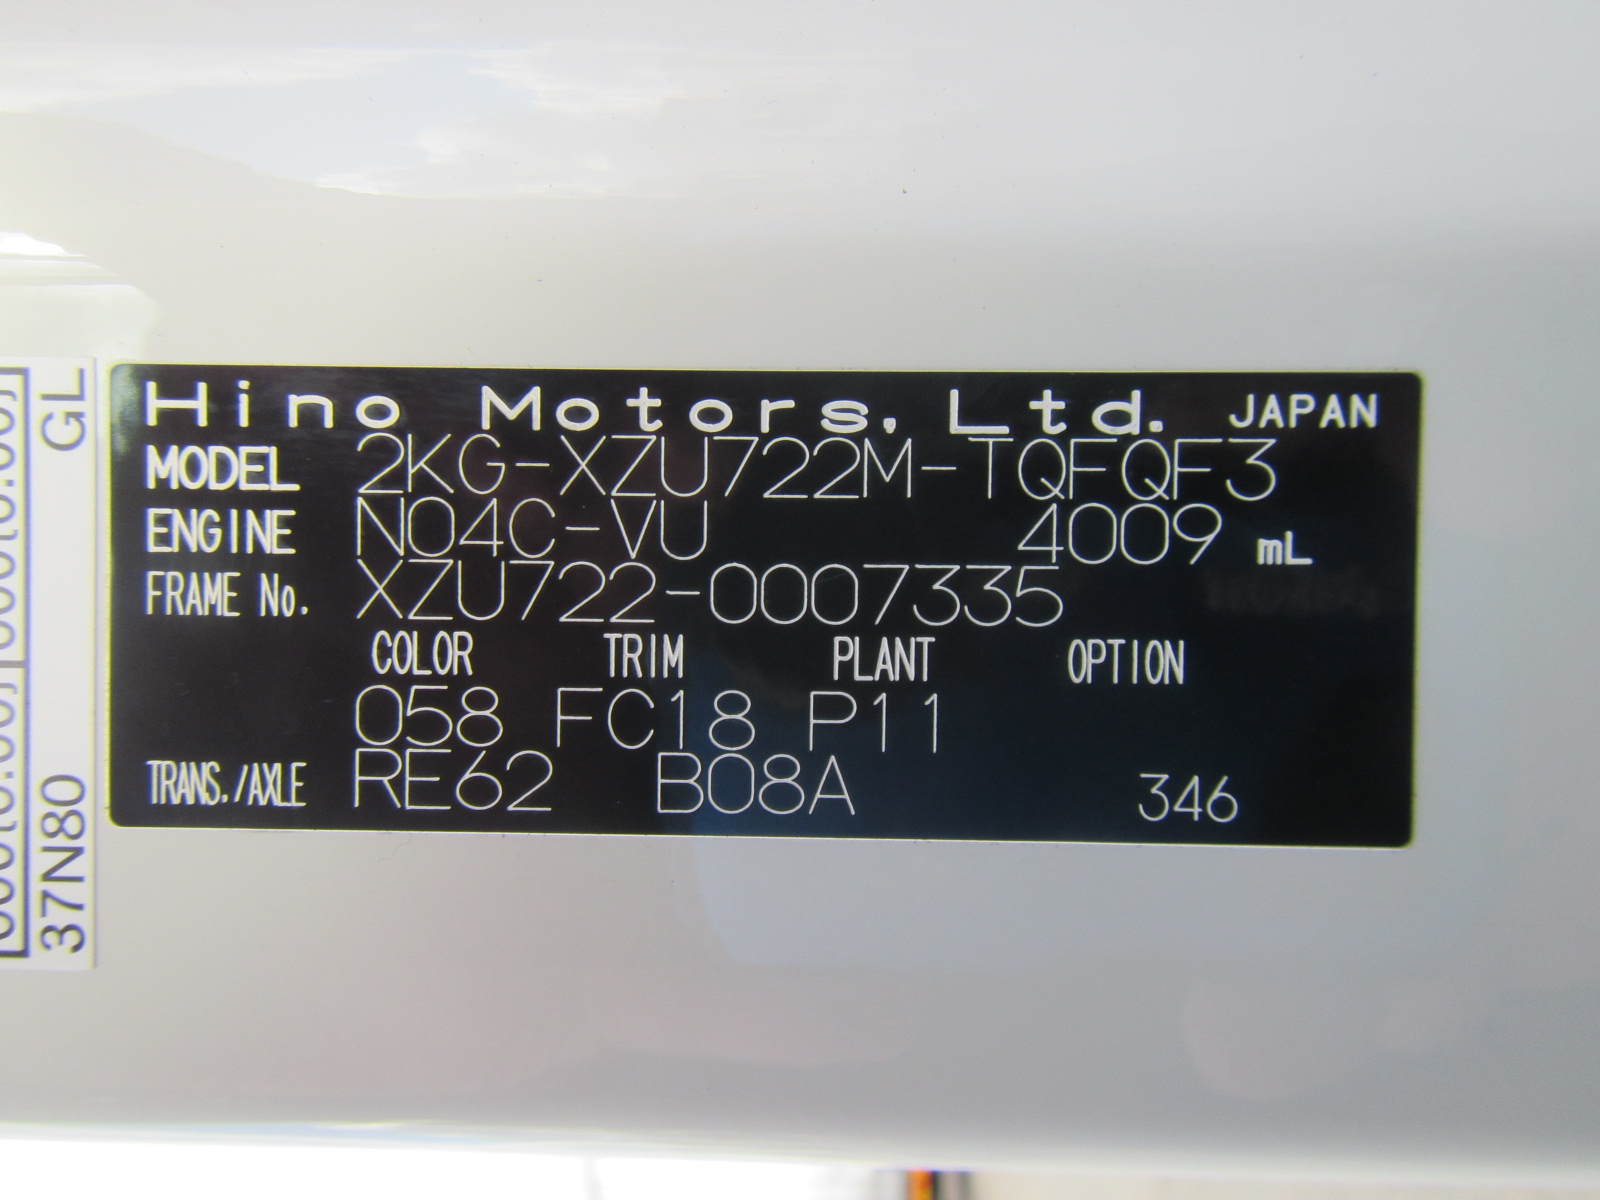 Hino Motors, Ltd. JAPAN
MODEL 2KG-XZU722M-TQFQF3
ENGINE N04C-VU 4009 mL
FRAME No. XZU722-0007335
COLOR TRIM PLANT OPTION
058 FC18 P11
TRANS./AXLE RE62 B08A 346
37N80 GL